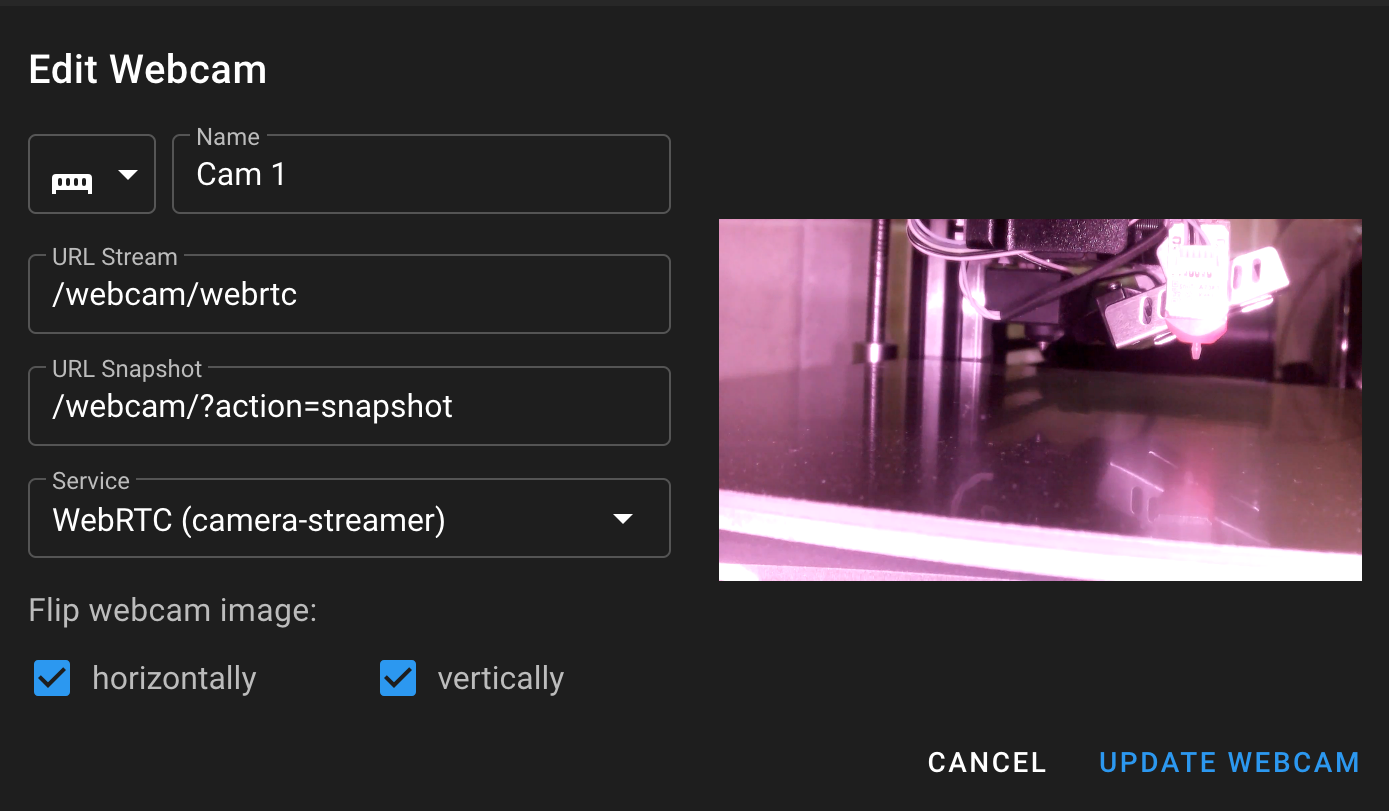 Edit Webcam
Name
Cam 1
URL Stream
/webcam/webrtc
URL Snapshot
/webcam/?action=snapshot
Service
WebRTC (camera-streamer)
Flip webcam image:
horizontally
vertically
CANCEL
UPDATE WEBCAM